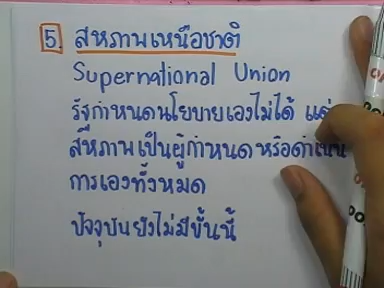 5. สหภาพเหนือชาติ
Supernational Union
รัฐกำหนดนโยบายเองไม่ได้ แต่
สหภาพเป็นผู้กำหนดหรือดำเนิน
การเองทั้งหมด
ปัจจุบันยังไม่มีขั้นนี้